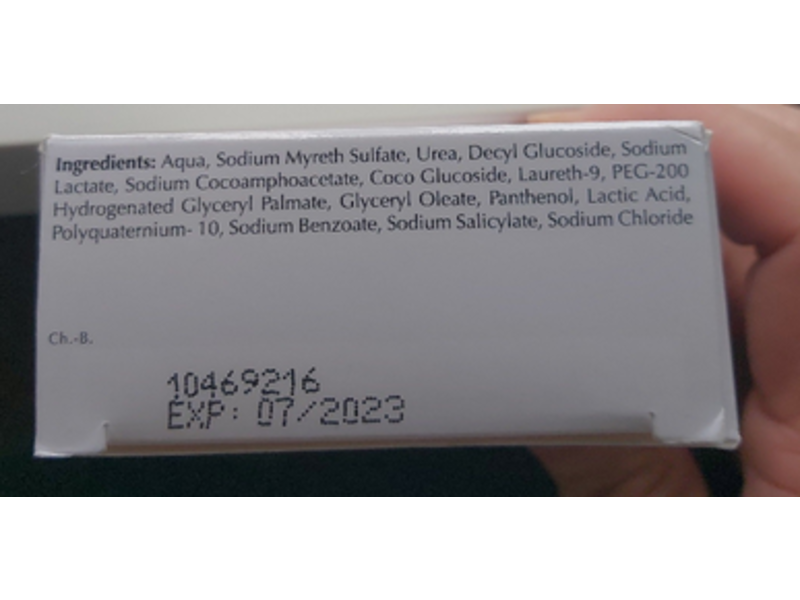 Ingredients: Aqua, Sodium Myreth Sulfate, Urea, Decyl Glucoside, Sodium
Lactate, Sodium Cocoamphoacetate, Coco Glucoside, Laureth-9, PEG-200
Hydrogenated Glyceryl Palmate, Glyceryl Oleate, Panthenol, Lactic Acid,
Polyquaternium- 10, Sodium Benzoate, Sodium Salicylate, Sodium Chloride
Ch.-B.
10469216
EXP: 07/2023